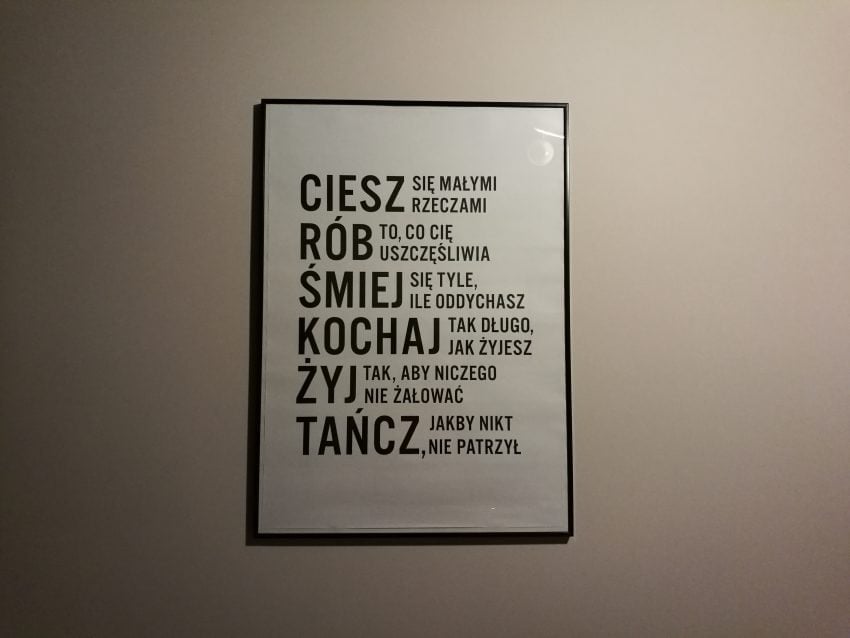 CIESZ SIĘ MAŁYMI
RZECZAMI
RÓB TO, CO CIĘ
USZCZĘŚLIWIA
ŚMIEJ SIĘ TYLE,
ILE ODDYCHASZ
KOCHAJ TAK DŁUGO,
JAK ŻYJESZ
ŻYJ TAK, ABY NICZEGO
NIE ŻAŁOWAĆ
TAŃCZ, JAKBY NIKT
NIE PATRZYŁ